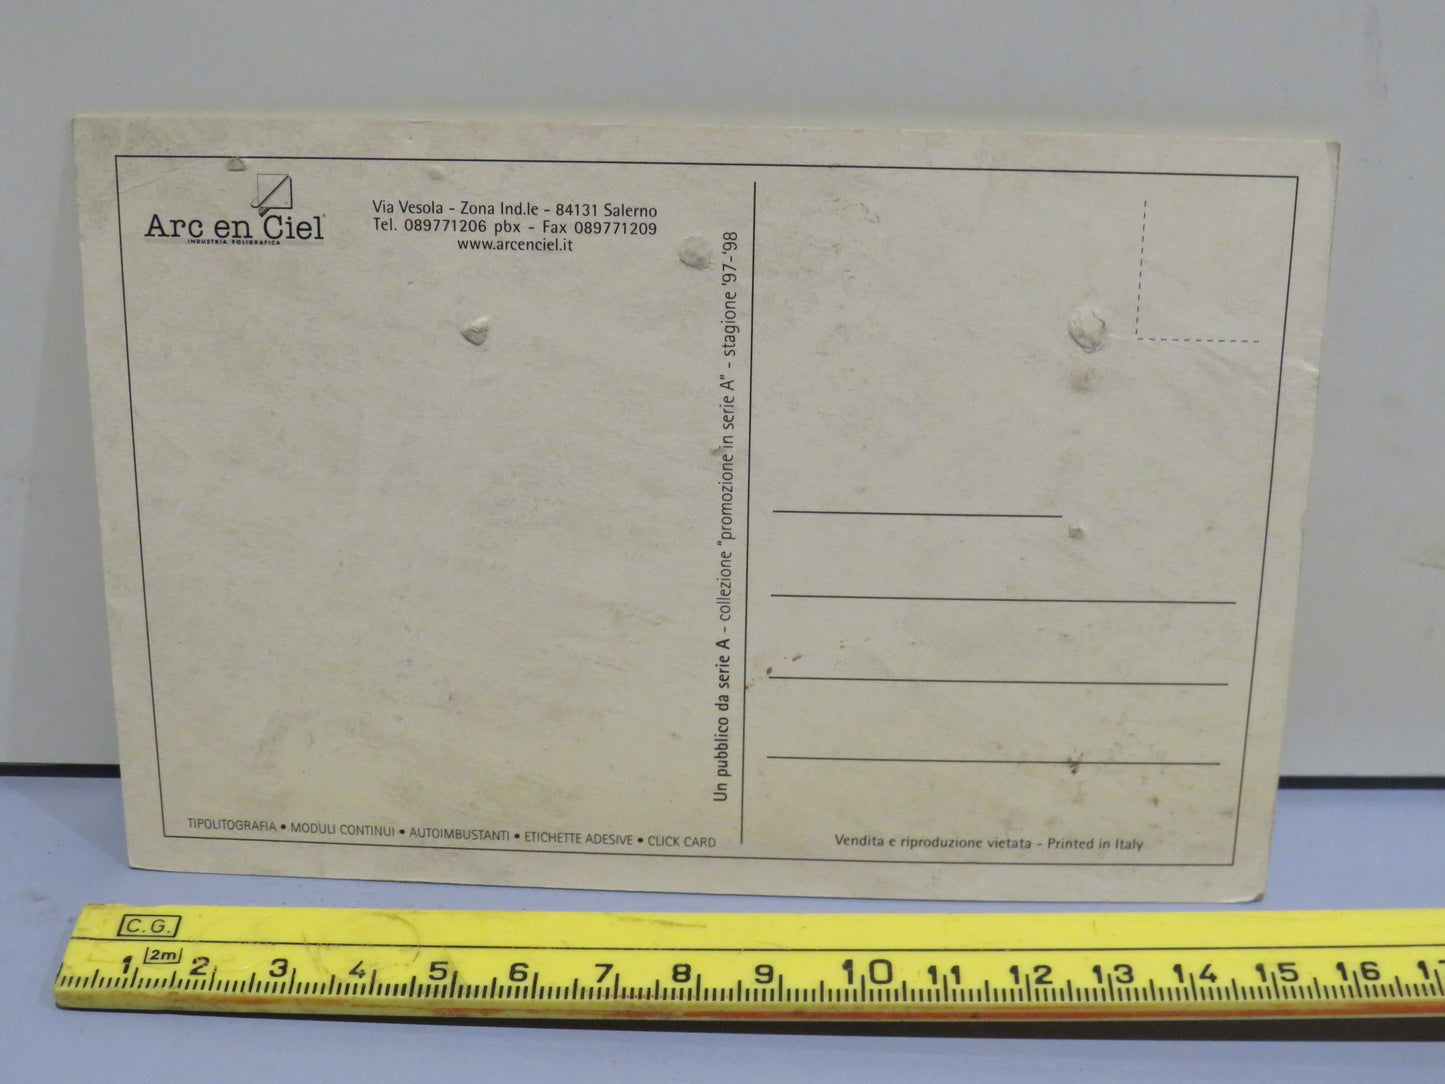 Arc en Ciel
INDUSTRIA POLIGRAFICA
Via Vesola - Zona Ind.le - 84131 Salerno
Tel. 089771206 pbx - Fax 089771209
www.arcenciel.it
Un pubblico da serie A - collezione "promozione in serie A" - stagione '97-'98
TIPOLITOGRAFIA • MODULI CONTINUI • AUTOIMBUSTANTI • ETICHETTE ADESIVE • CLICK CARD
Vendita e riproduzione vietata - Printed in Italy
C.G.
2m
1 2 3 4 5 6 7 8 9 10 11 12 13 14 15 16 17